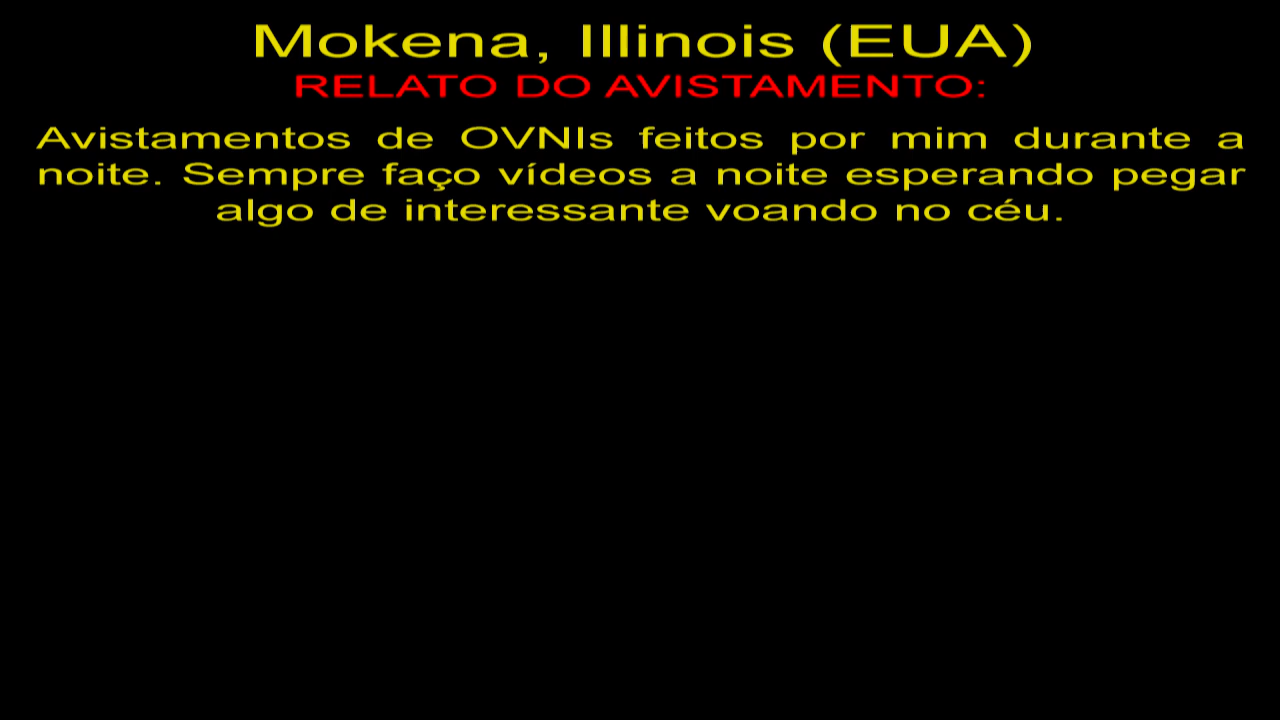 Mokena, Illinois (EUA)
RELATO DO AVISTAMENTO:
Avistamentos de OVNIs feitos por mim durante a
noite. Sempre faço vídeos a noite esperando pegar
algo de interessante voando no céu.